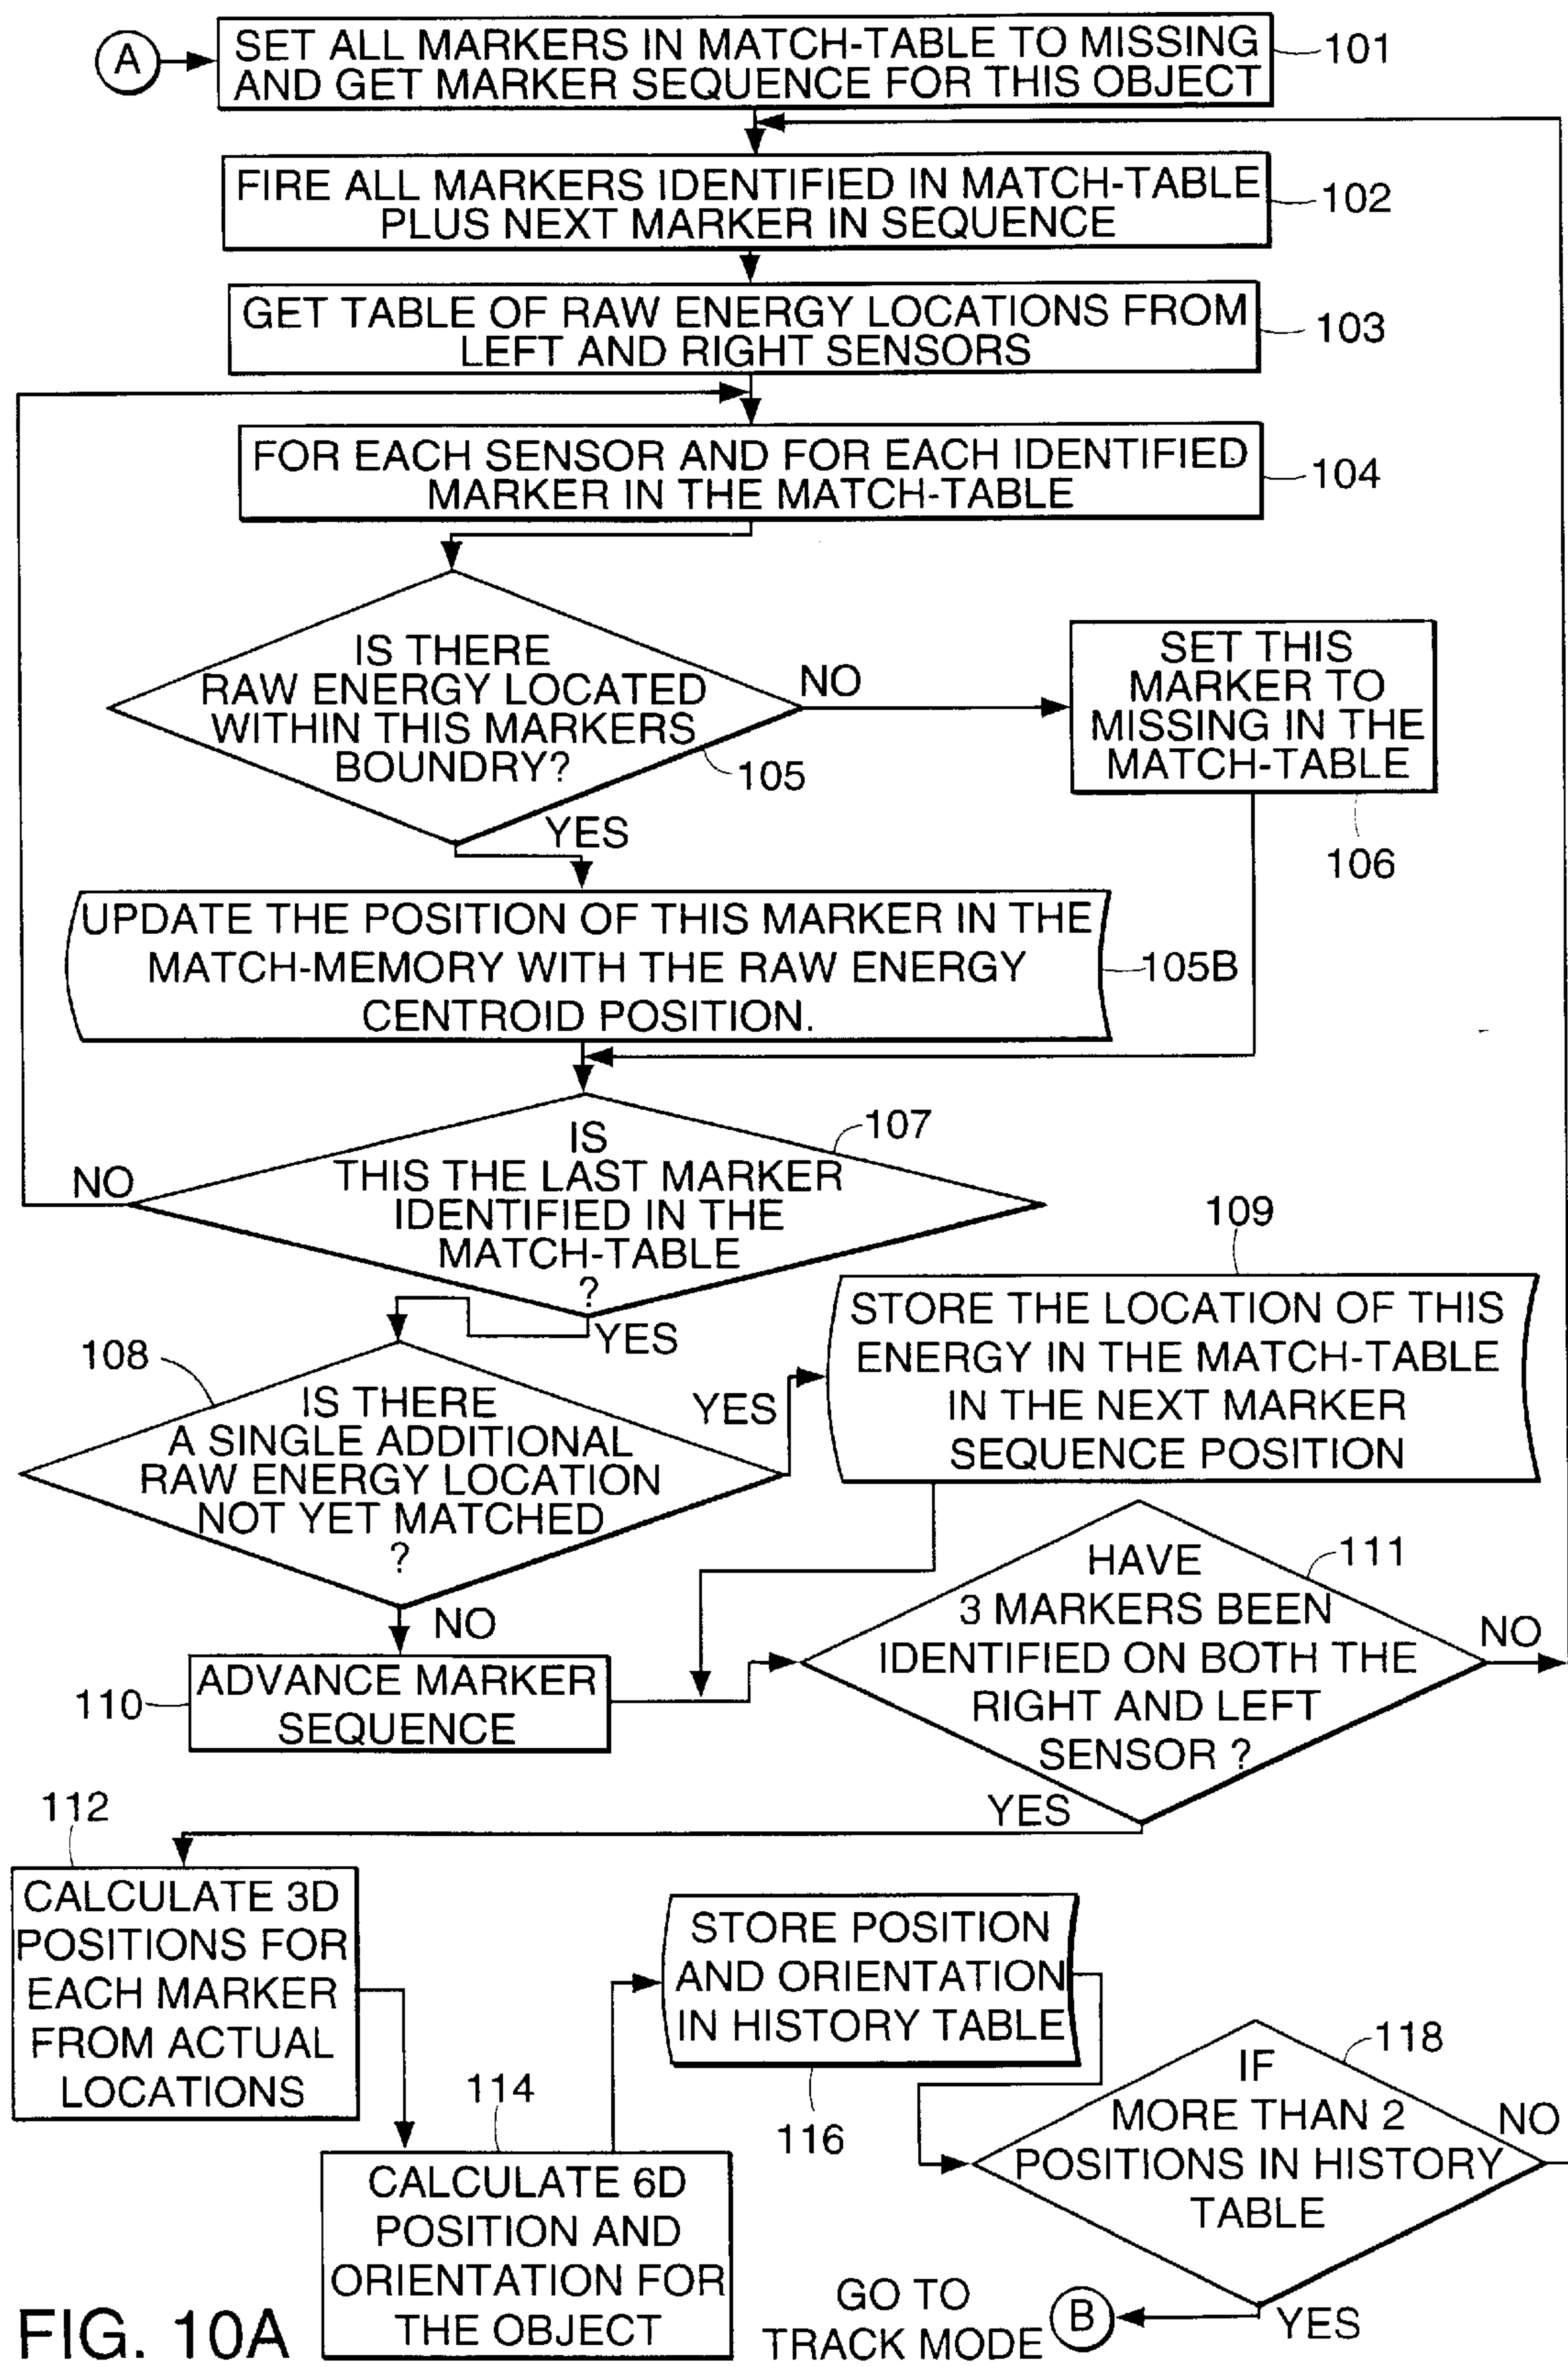 A
SET ALL MARKERS IN MATCH-TABLE TO MISSING
AND GET MARKER SEQUENCE FOR THIS OBJECT
101
FIRE ALL MARKERS IDENTIFIED IN MATCH-TABLE
PLUS NEXT MARKER IN SEQUENCE
102
GET TABLE OF RAW ENERGY LOCATIONS FROM
LEFT AND RIGHT SENSORS
103
FOR EACH SENSOR AND FOR EACH IDENTIFIED
MARKER IN THE MATCH-TABLE
104
IS THERE
RAW ENERGY LOCATED
WITHIN THIS MARKERS
BOUNDRY?
105
NO
YES
SET THIS
MARKER TO
MISSING IN THE
MATCH-TABLE
106
UPDATE THE POSITION OF THIS MARKER IN THE
MATCH-MEMORY WITH THE RAW ENERGY
CENTROID POSITION.
105B
IS
THIS THE LAST MARKER
IDENTIFIED IN THE
MATCH-TABLE
?
107
NO
YES
108
IS THERE
A SINGLE ADDITIONAL
RAW ENERGY LOCATION
NOT YET MATCHED
?
YES
NO
109
STORE THE LOCATION OF THIS
ENERGY IN THE MATCH-TABLE
IN THE NEXT MARKER
SEQUENCE POSITION
110
ADVANCE MARKER
SEQUENCE
HAVE
3 MARKERS BEEN
IDENTIFIED ON BOTH THE
RIGHT AND LEFT
SENSOR ?
111
NO
YES
112
CALCULATE 3D
POSITIONS FOR
EACH MARKER
FROM ACTUAL
LOCATIONS
114
CALCULATE 6D
POSITION AND
ORIENTATION FOR
THE OBJECT
STORE POSITION
AND ORIENTATION
IN HISTORY TABLE
116
IF
MORE THAN 2
POSITIONS IN HISTORY
TABLE
118
NO
YES
GO TO
TRACK MODE
B
FIG. 10A